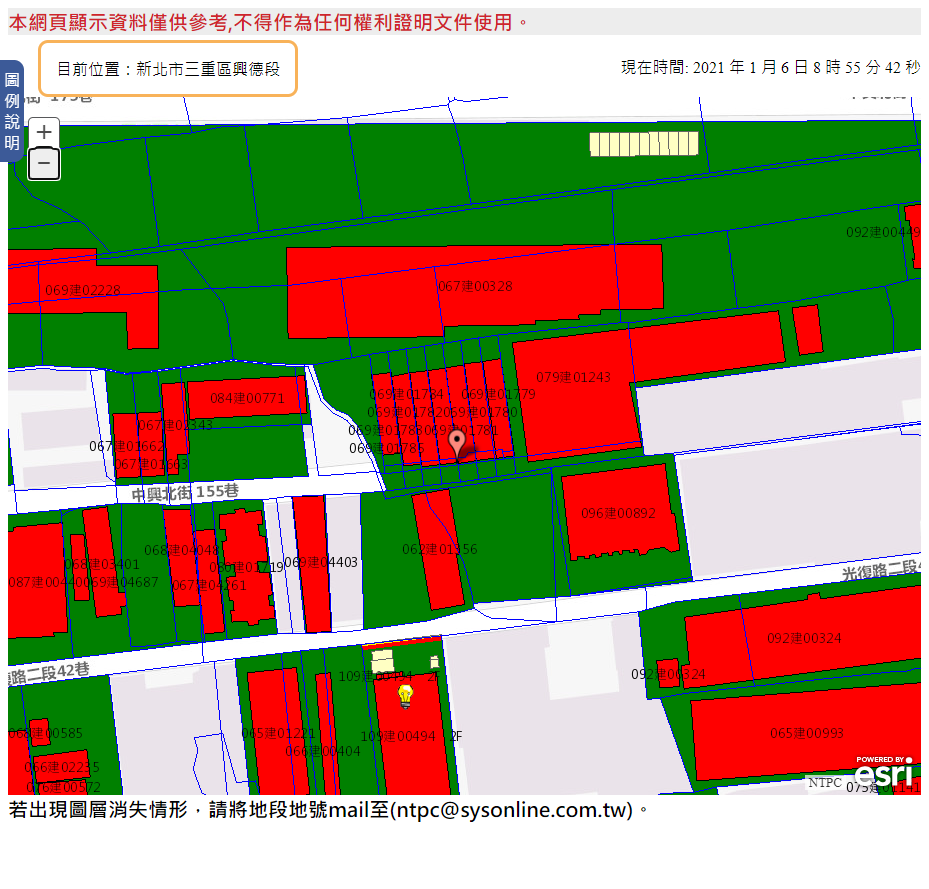 本網頁顯示資料僅供參考,不得作為任何權利證明文件使用。
目前位置：新北市三重區興德段
現在時間: 2021 年 1 月 6 日 8 時 55 分 42 秒
圖例說明
+
−
092建00449
069建02228
067建00328
079建01243
084建00771
069建01784 069建01779
069建01782 069建01780
067建02343
069建01783 069建01781
067建01662
069建01785
067建01663
中興北街 155巷
096建00892
068建04048
062建01356
068建03401
080建01719
069建04403
087建00440
069建04687
067建04261
光復路二段4
092建00324
復路二段42巷
109建00494 2F
092建00324
068建00585
065建01221
109建00494 2F
065建00993
066建00404
066建02235
POWERED BY
esri
NTPC
076建00572
075建01141
若出現圖層消失情形，請將地段地號mail至(ntpc@sysonline.com.tw)。